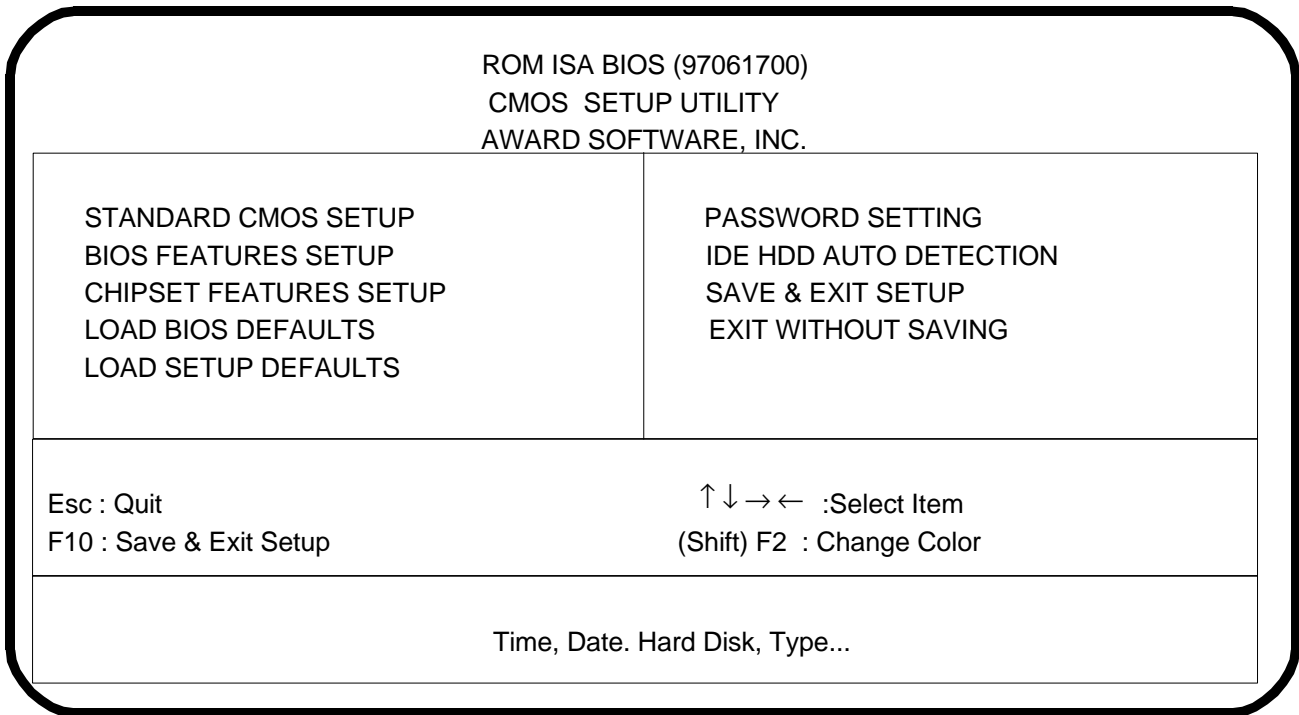 ROM ISA BIOS (97061700)
CMOS SETUP UTILITY
AWARD SOFTWARE, INC.
STANDARD CMOS SETUP
BIOS FEATURES SETUP
CHIPSET FEATURES SETUP
LOAD BIOS DEFAULTS
LOAD SETUP DEFAULTS
PASSWORD SETTING
IDE HDD AUTO DETECTION
SAVE & EXIT SETUP
EXIT WITHOUT SAVING
Esc : Quit
F10 : Save & Exit Setup
↑↓→← :Select Item
(Shift) F2 : Change Color
Time, Date. Hard Disk, Type...